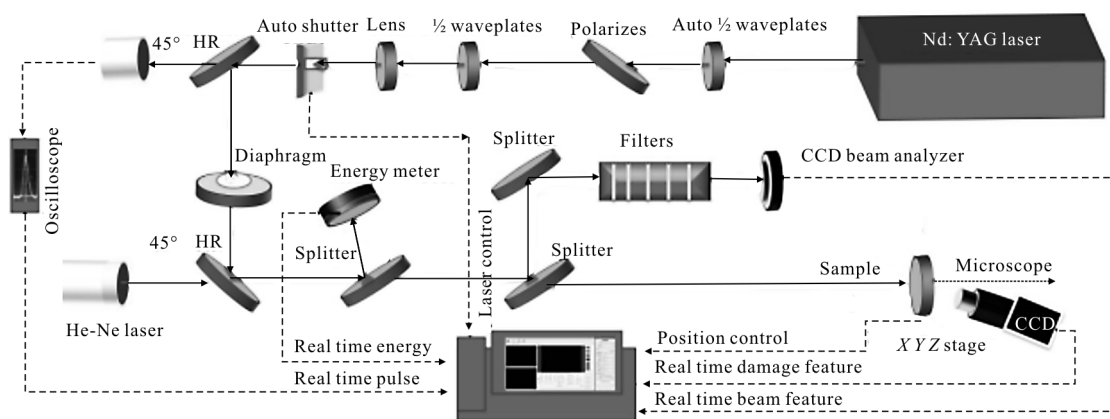 45°
HR
Auto shutter
Lens
½ waveplates
Polarizes
Auto ½ waveplates
Nd: YAG laser
Oscilloscope
Diaphragm
Energy meter
Splitter
Filters
CCD beam analyzer
45°
HR
Splitter
Laser control
Splitter
Sample
Microscope
He-Ne laser
CCD
XYZ stage
Position control
Real time energy
Real time damage feature
Real time pulse
Real time beam feature